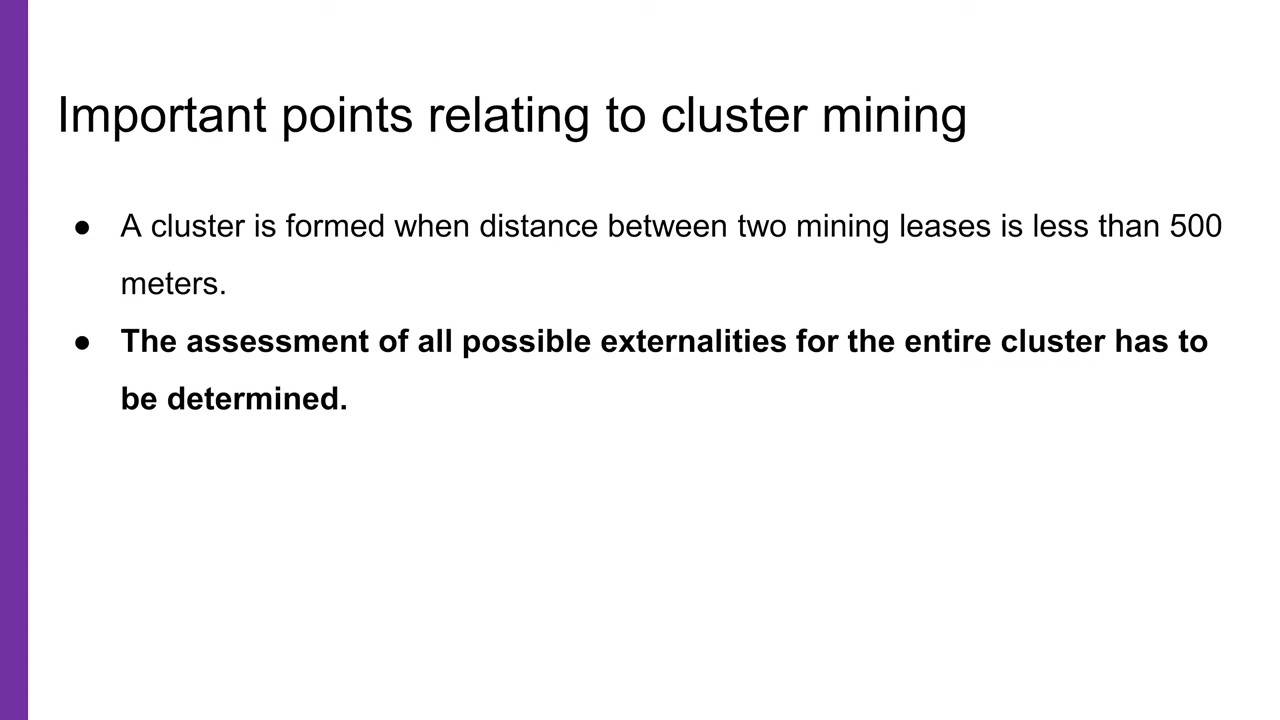 Important points relating to cluster mining
● A cluster is formed when distance between two mining leases is less than 500
meters.
● The assessment of all possible externalities for the entire cluster has to
be determined.